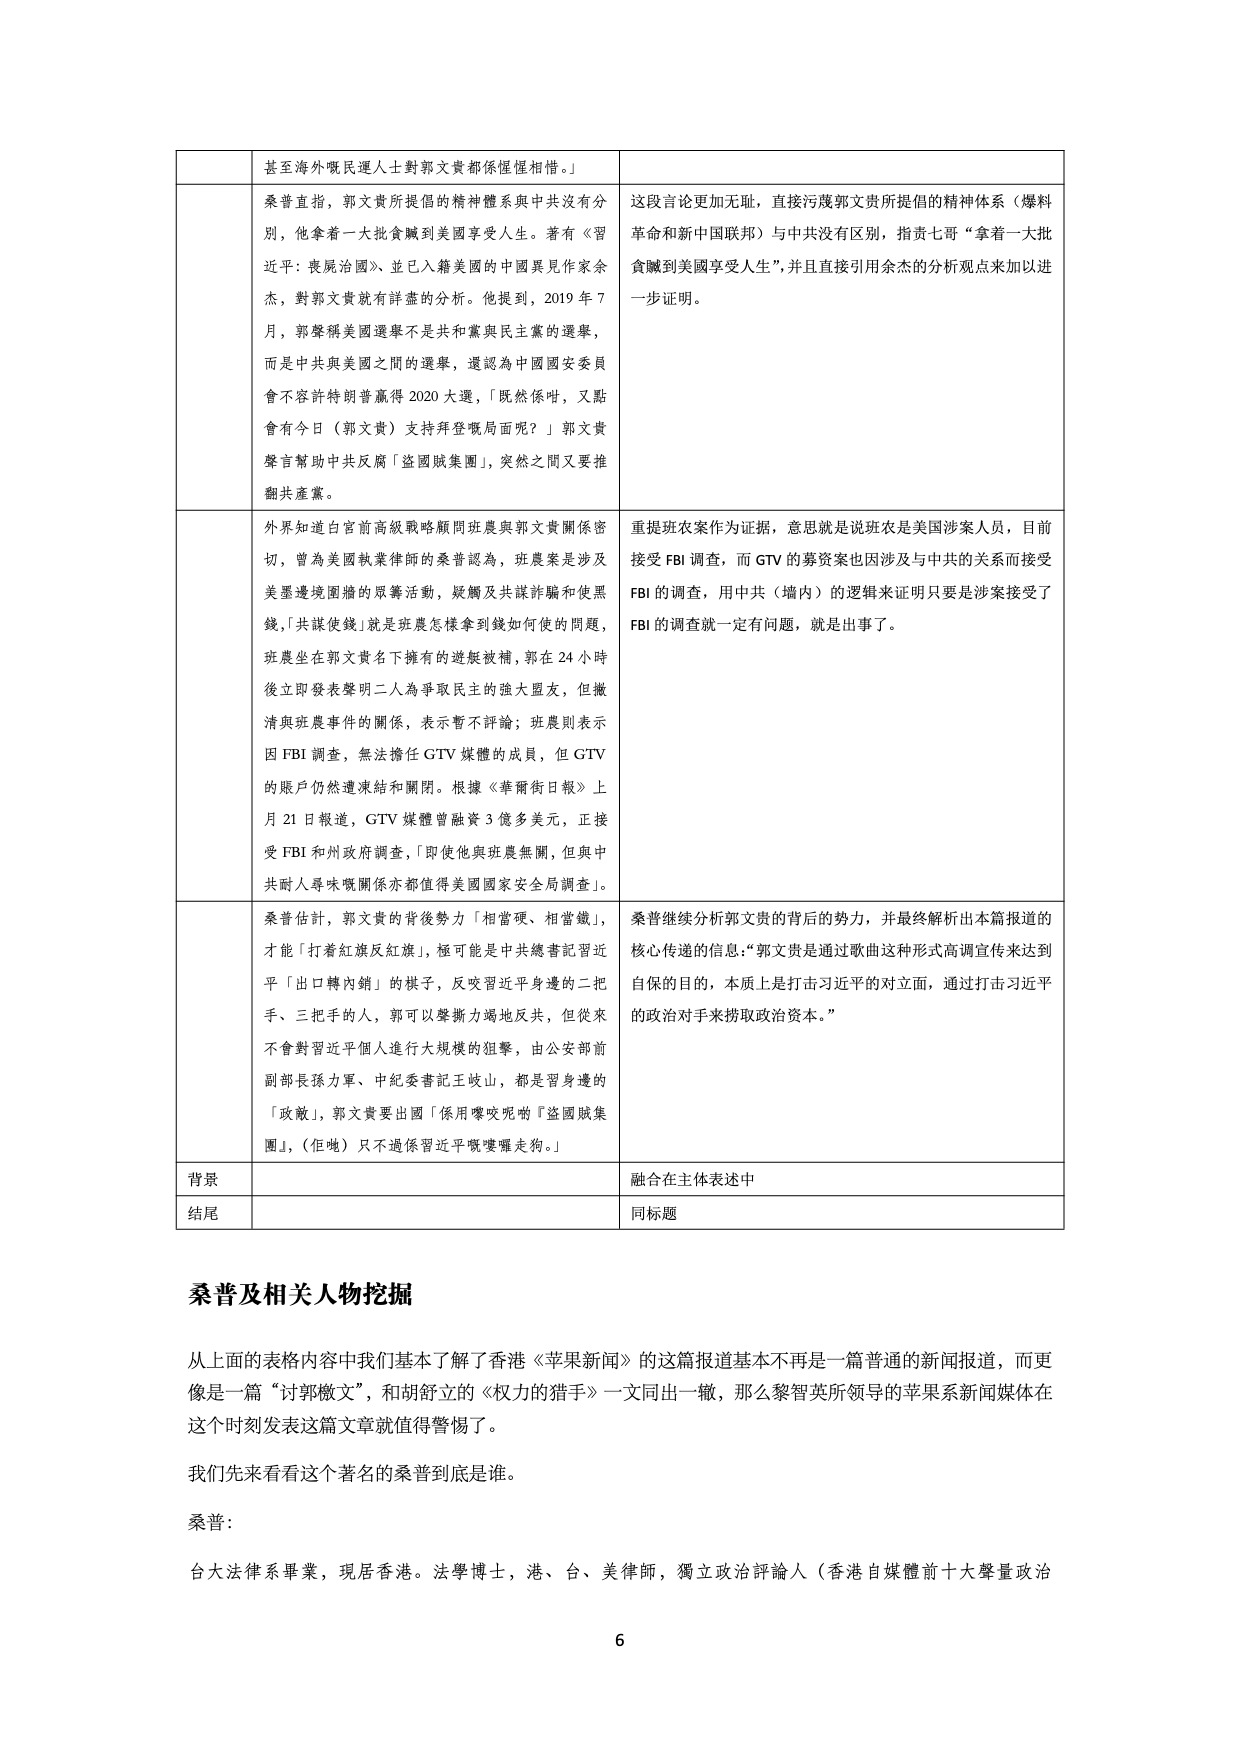 甚至海外嘅民運人士對郭文貴都係惺惺相惜。」
桑普直指，郭文貴所提倡的精神體系與中共沒有分
別，他拿着一大批貪贓到美國享受人生。著有《習
近平：喪屍治國》、並已入籍美國的中國異見作家余
杰，對郭文貴就有詳盡的分析。他提到，2019 年 7
月，郭聲稱美國選舉不是共和黨與民主黨的選舉，
而是中共與美國之間的選舉，還認為中國國安委員
會不容許特朗普贏得 2020 大選，「既然係咁，又點
會有今日（郭文貴）支持拜登嘅局面呢？」郭文貴
聲言幫助中共反腐「盜國賊集團」，突然之間又要推
翻共產黨。
这段言论更加无耻，直接污蔑郭文贵所提倡的精神体系（爆料
革命和新中国联邦）与中共没有区别，指责七哥“拿着一大批
貪贓到美國享受人生”，并且直接引用余杰的分析观点来加以进
一步证明。
外界知道白宮前高級戰略顧問班農與郭文貴關係密
切，曾為美國執業律師的桑普認為，班農案是涉及
美墨邊境圍牆的眾籌活動，疑觸及共謀詐騙和使黑
錢，「共謀使錢」就是班農怎樣拿到錢如何使的問題，
班農坐在郭文貴名下擁有的遊艇被捕，郭在 24 小時
後立即發表聲明二人為爭取民主的強大盟友，但撇
清與班農事件的關係，表示暫不評論；班農則表示
因 FBI 調查，無法擔任 GTV 媒體的成員，但 GTV
的賬戶仍然遭凍結和關閉。根據《華爾街日報》上
月 21 日報道，GTV 媒體曾融資 3 億多美元，正接
受 FBI 和州政府調查，「即使他與班農無關，但與中
共耐人尋味嘅關係亦都值得美國國家安全局調查」。
重提班农案作为证据，意思就是说班农是美国涉案人员，目前
接受 FBI 调查，而 GTV 的募资案也因涉及与中共的关系而接受
FBI 的调查，用中共（墙内）的逻辑来证明只要是涉案接受了
FBI 的调查就一定有问题，就是出事了。
桑普估計，郭文貴的背後勢力「相當硬、相當鐵」，
才能「打着紅旗反紅旗」，極可能是中共總書記習近
平「出口轉內銷」的棋子，反咬習近平身邊的二把
手、三把手的人，郭可以聲撕力竭地反共，但從來
不會對習近平個人進行大規模的狙擊，由公安部前
副部長孫力軍、中紀委書記王岐山，都是習身邊的
「政敵」，郭文貴要出國「係用嚟咬呢啲『盜國賊集
團』，（佢哋）只不過係習近平嘅嘍囉走狗。」
桑普继续分析郭文贵的背后的势力，并最终解析出本篇报道的
核心传递的信息：“郭文贵是通过歌曲这种形式高调宣传来达到
自保的目的，本质上是打击习近平的对立面，通过打击习近平
的政治对手来捞取政治资本。”
背景
融合在主体表述中
结尾
同标题
桑普及相关人物挖掘
从上面的表格内容中我们基本了解了香港《苹果新闻》的这篇报道基本不再是一篇普通的新闻报道，而更
像是一篇“讨郭檄文”，和胡舒立的《权力的猎手》一文同出一辙，那么黎智英所领导的苹果系新闻媒体在
这个时刻发表这篇文章就值得警惕了。
我们先来看看这个著名的桑普到底是谁。
桑普：
台大法律系畢業，現居香港。法學博士，港、台、美律師，獨立政治評論人（香港自媒體前十大聲量政治
6